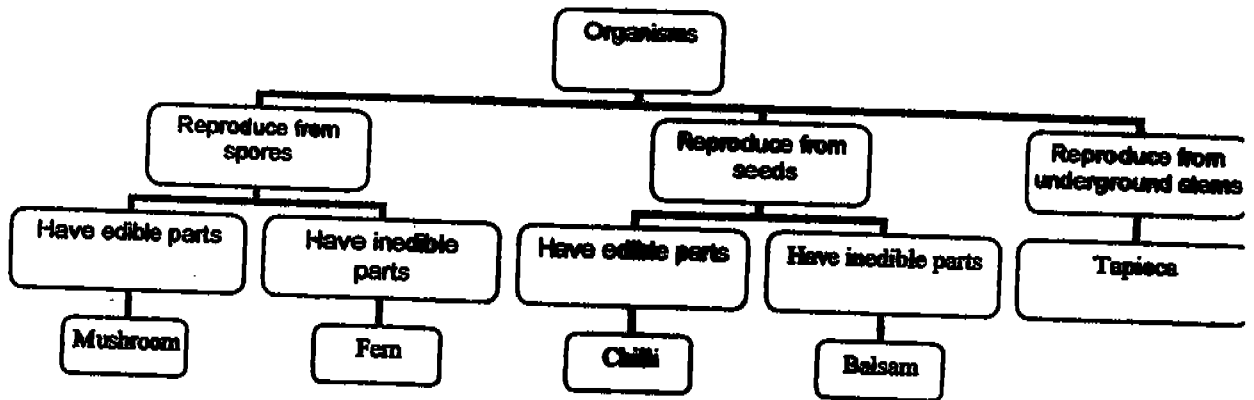 Organisms
Reproduce from
spores
Reproduce from
seeds
Reproduce from
underground stems
Have edible parts
Have inedible
parts
Have edible parts
Have inedible parts
Tapioca
Mushroom
Fern
Chilli
Balsam